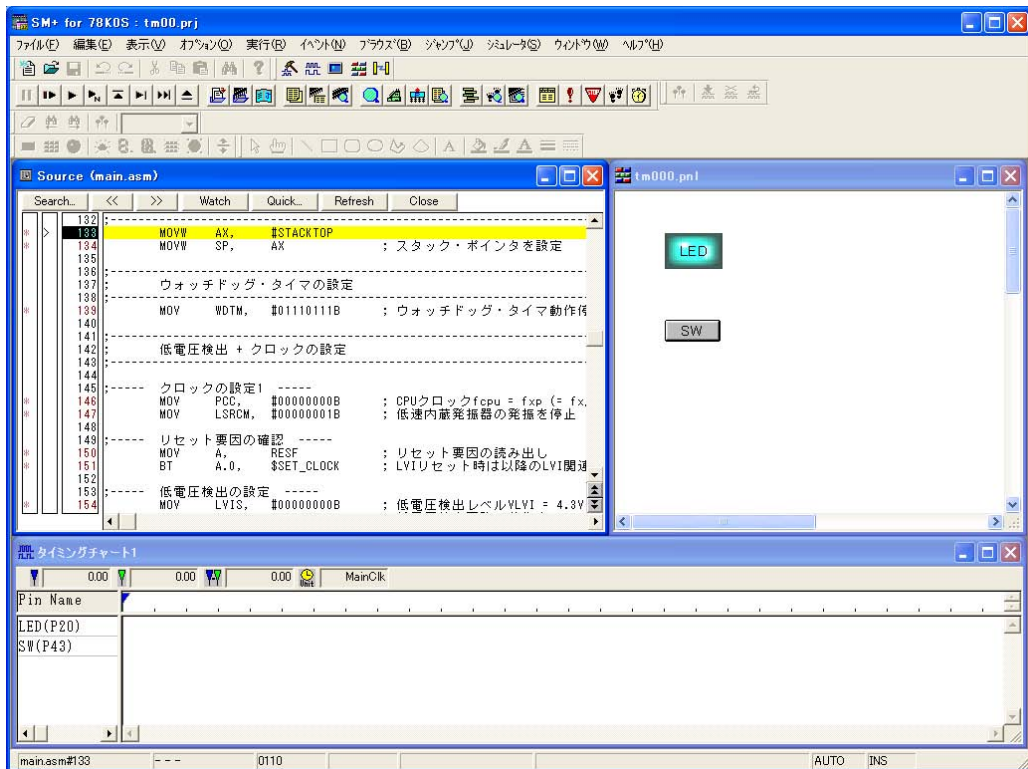 SM+ for 78K0S : tm00.prj
ファイル(F) 編集(E) 表示(V) オプション(O) 実行(R) イベント(N) ブラウズ(B) ジャンプ(J) シミュレータ(S) ウィンドウ(W) ヘルプ(H)
Source (main.asm)
Search... << >> Watch Quick... Refresh Close
132 ;------------------------------------------------------------
133 MOVW AX, #STACKTOP
134 MOVW SP, AX ; スタック・ポインタを設定
135
136 ;------------------------------------------------------------
137 ; ウォッチドッグ・タイマの設定
138 ;------------------------------------------------------------
139 MOV WDTM, #01110111B ; ウォッチドッグ・タイマ動作停
140
141 ;------------------------------------------------------------
142 ; 低電圧検出 + クロックの設定
143 ;------------------------------------------------------------
144
145 ;----- クロックの設定1 -----
146 MOV PCC, #00000000B ; CPUクロックfcpu = fxp (= fx
147 MOV LSRCM, #00000001B ; 低速内蔵発振器の発振を停止
148
149 ;----- リセット要因の確認 -----
150 MOV A, RESF ; リセット要因の読み出し
151 BT A.0, $SET_CLOCK ; LVIリセット時は以降のLVI関連
152
153 ;----- 低電圧検出の設定 -----
154 MOV LVIS, #00000000B ; 低電圧検出レベルVLVI = 4.3V
tm000.pnl
LED
SW
タイミングチャート1
0.00 0.00 0.00 MainClk
Pin Name
LED(P20)
SW(P43)
main.asm#133 --- 0110 AUTO INS